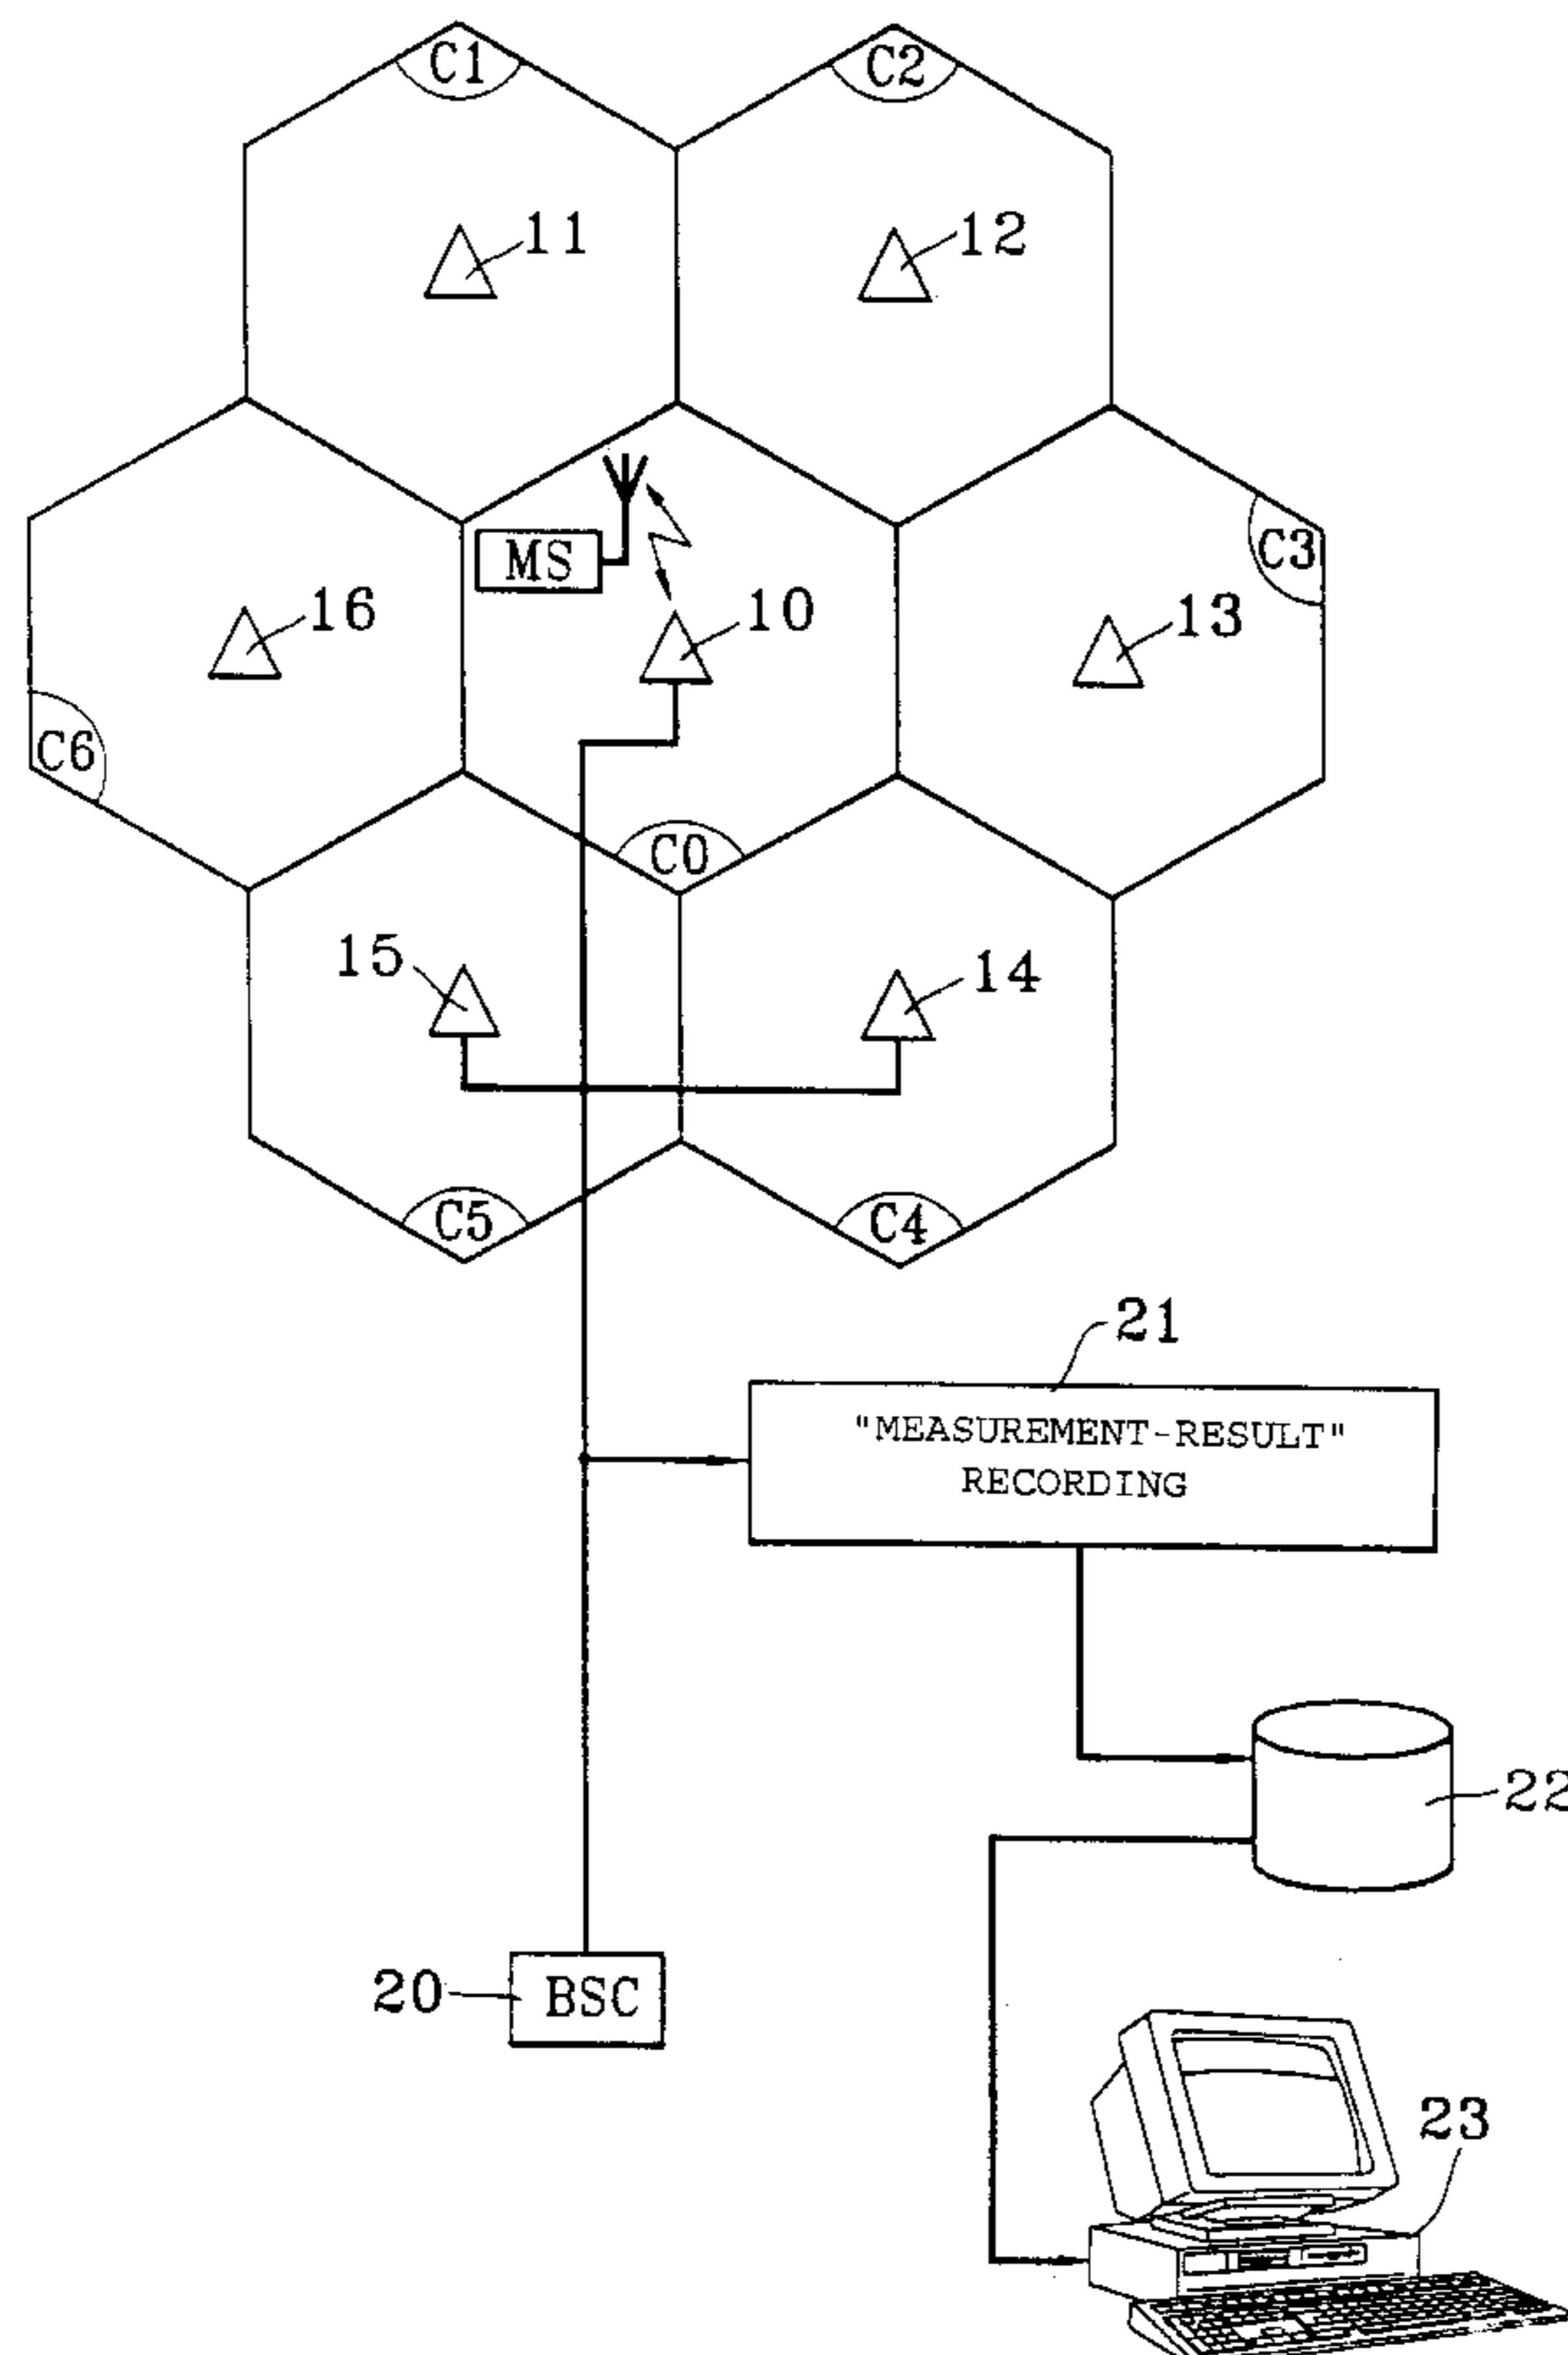 C1
C2
11
12
C3
MS
16
10
13
C6
C0
15
14
C5
C4
21
"MEASUREMENT-RESULT"
RECORDING
22
20
BSC
23